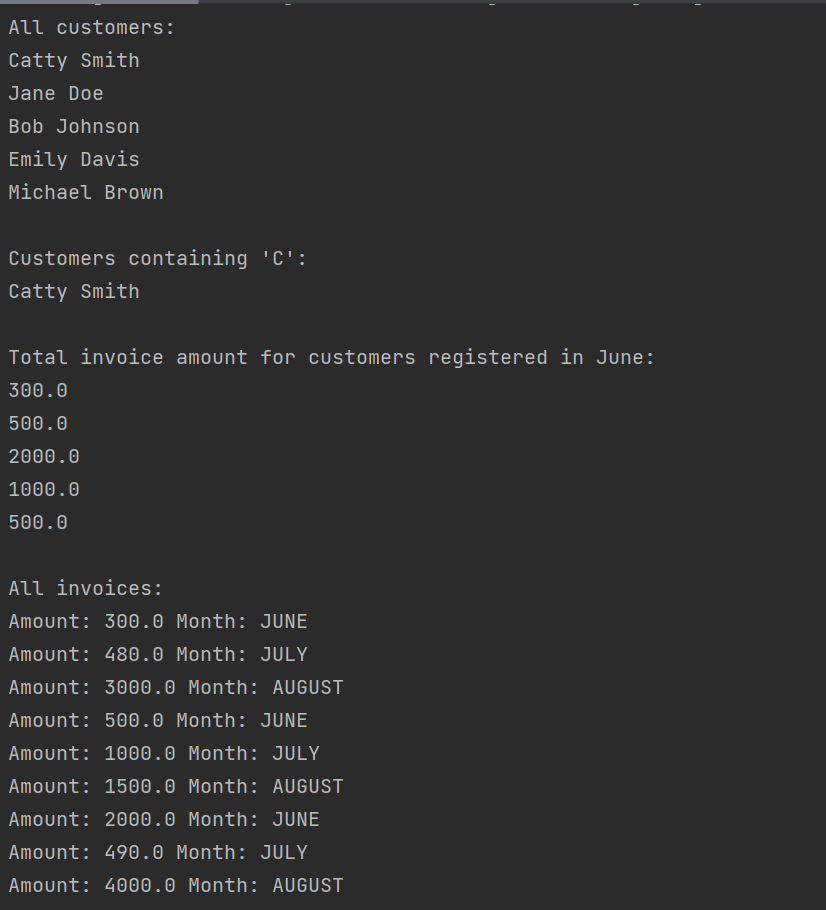 All customers:
Catty Smith
Jane Doe
Bob Johnson
Emily Davis
Michael Brown
Customers containing 'C':
Catty Smith
Total invoice amount for customers registered in June:
300.0
500.0
2000.0
1000.0
500.0
All invoices:
Amount: 300.0 Month: JUNE
Amount: 480.0 Month: JULY
Amount: 3000.0 Month: AUGUST
Amount: 500.0 Month: JUNE
Amount: 1000.0 Month: JULY
Amount: 1500.0 Month: AUGUST
Amount: 2000.0 Month: JUNE
Amount: 490.0 Month: JULY
Amount: 4000.0 Month: AUGUST